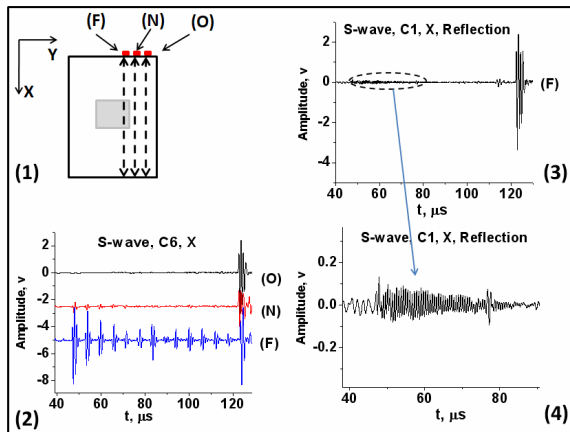 (F) (N) (O)
Y
X
(1)
S-wave, C1, X, Reflection
Amplitude, v
2
0
-2
-4
(F)
40 60 80 100 120
t, µs
(3)
S-wave, C6, X
Amplitude, v
2
0
-2
-4
-6
-8
(O)
(N)
(F)
40 60 80 100 120
t, µs
(2)
S-wave, C1, X, Reflection
Amplitude, v
0.2
0.0
-0.2
40 60 80
t, µs
(4)